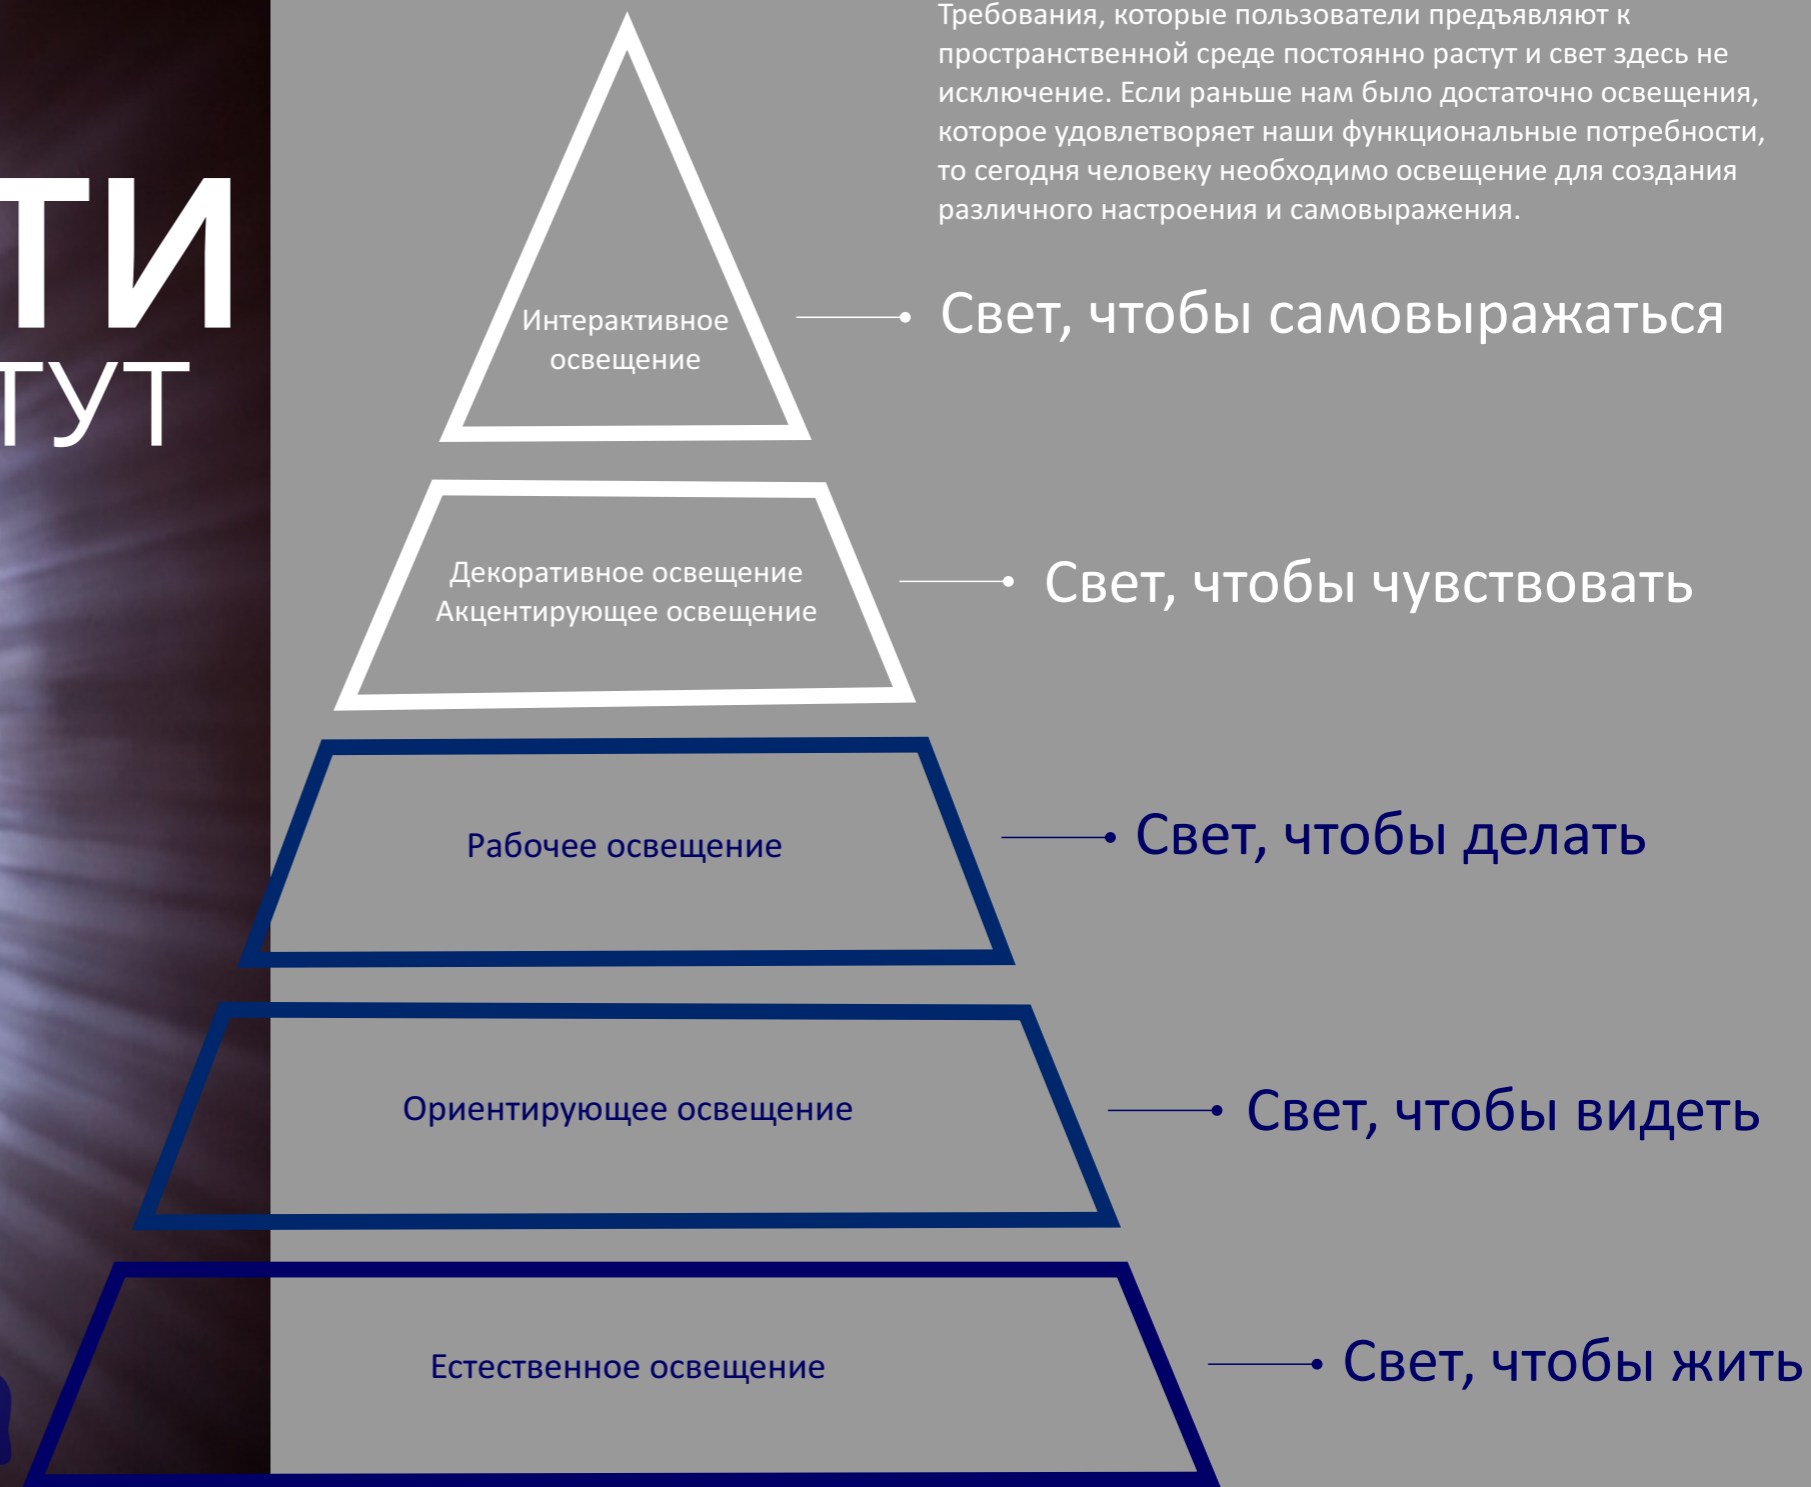 Требования, которые пользователи предъявляют к
пространственной среде постоянно растут и свет здесь не
исключение. Если раньше нам было достаточно освещения,
которое удовлетворяет наши функциональные потребности,
то сегодня человеку необходимо освещение для создания
различного настроения и самовыражения.
ТИ
ТУТ
Интерактивное
освещение
Свет, чтобы самовыражаться
Декоративное освещение
Акцентирующее освещение
Свет, чтобы чувствовать
Рабочее освещение
Свет, чтобы делать
Ориентирующее освещение
Свет, чтобы видеть
Естественное освещение
Свет, чтобы жить